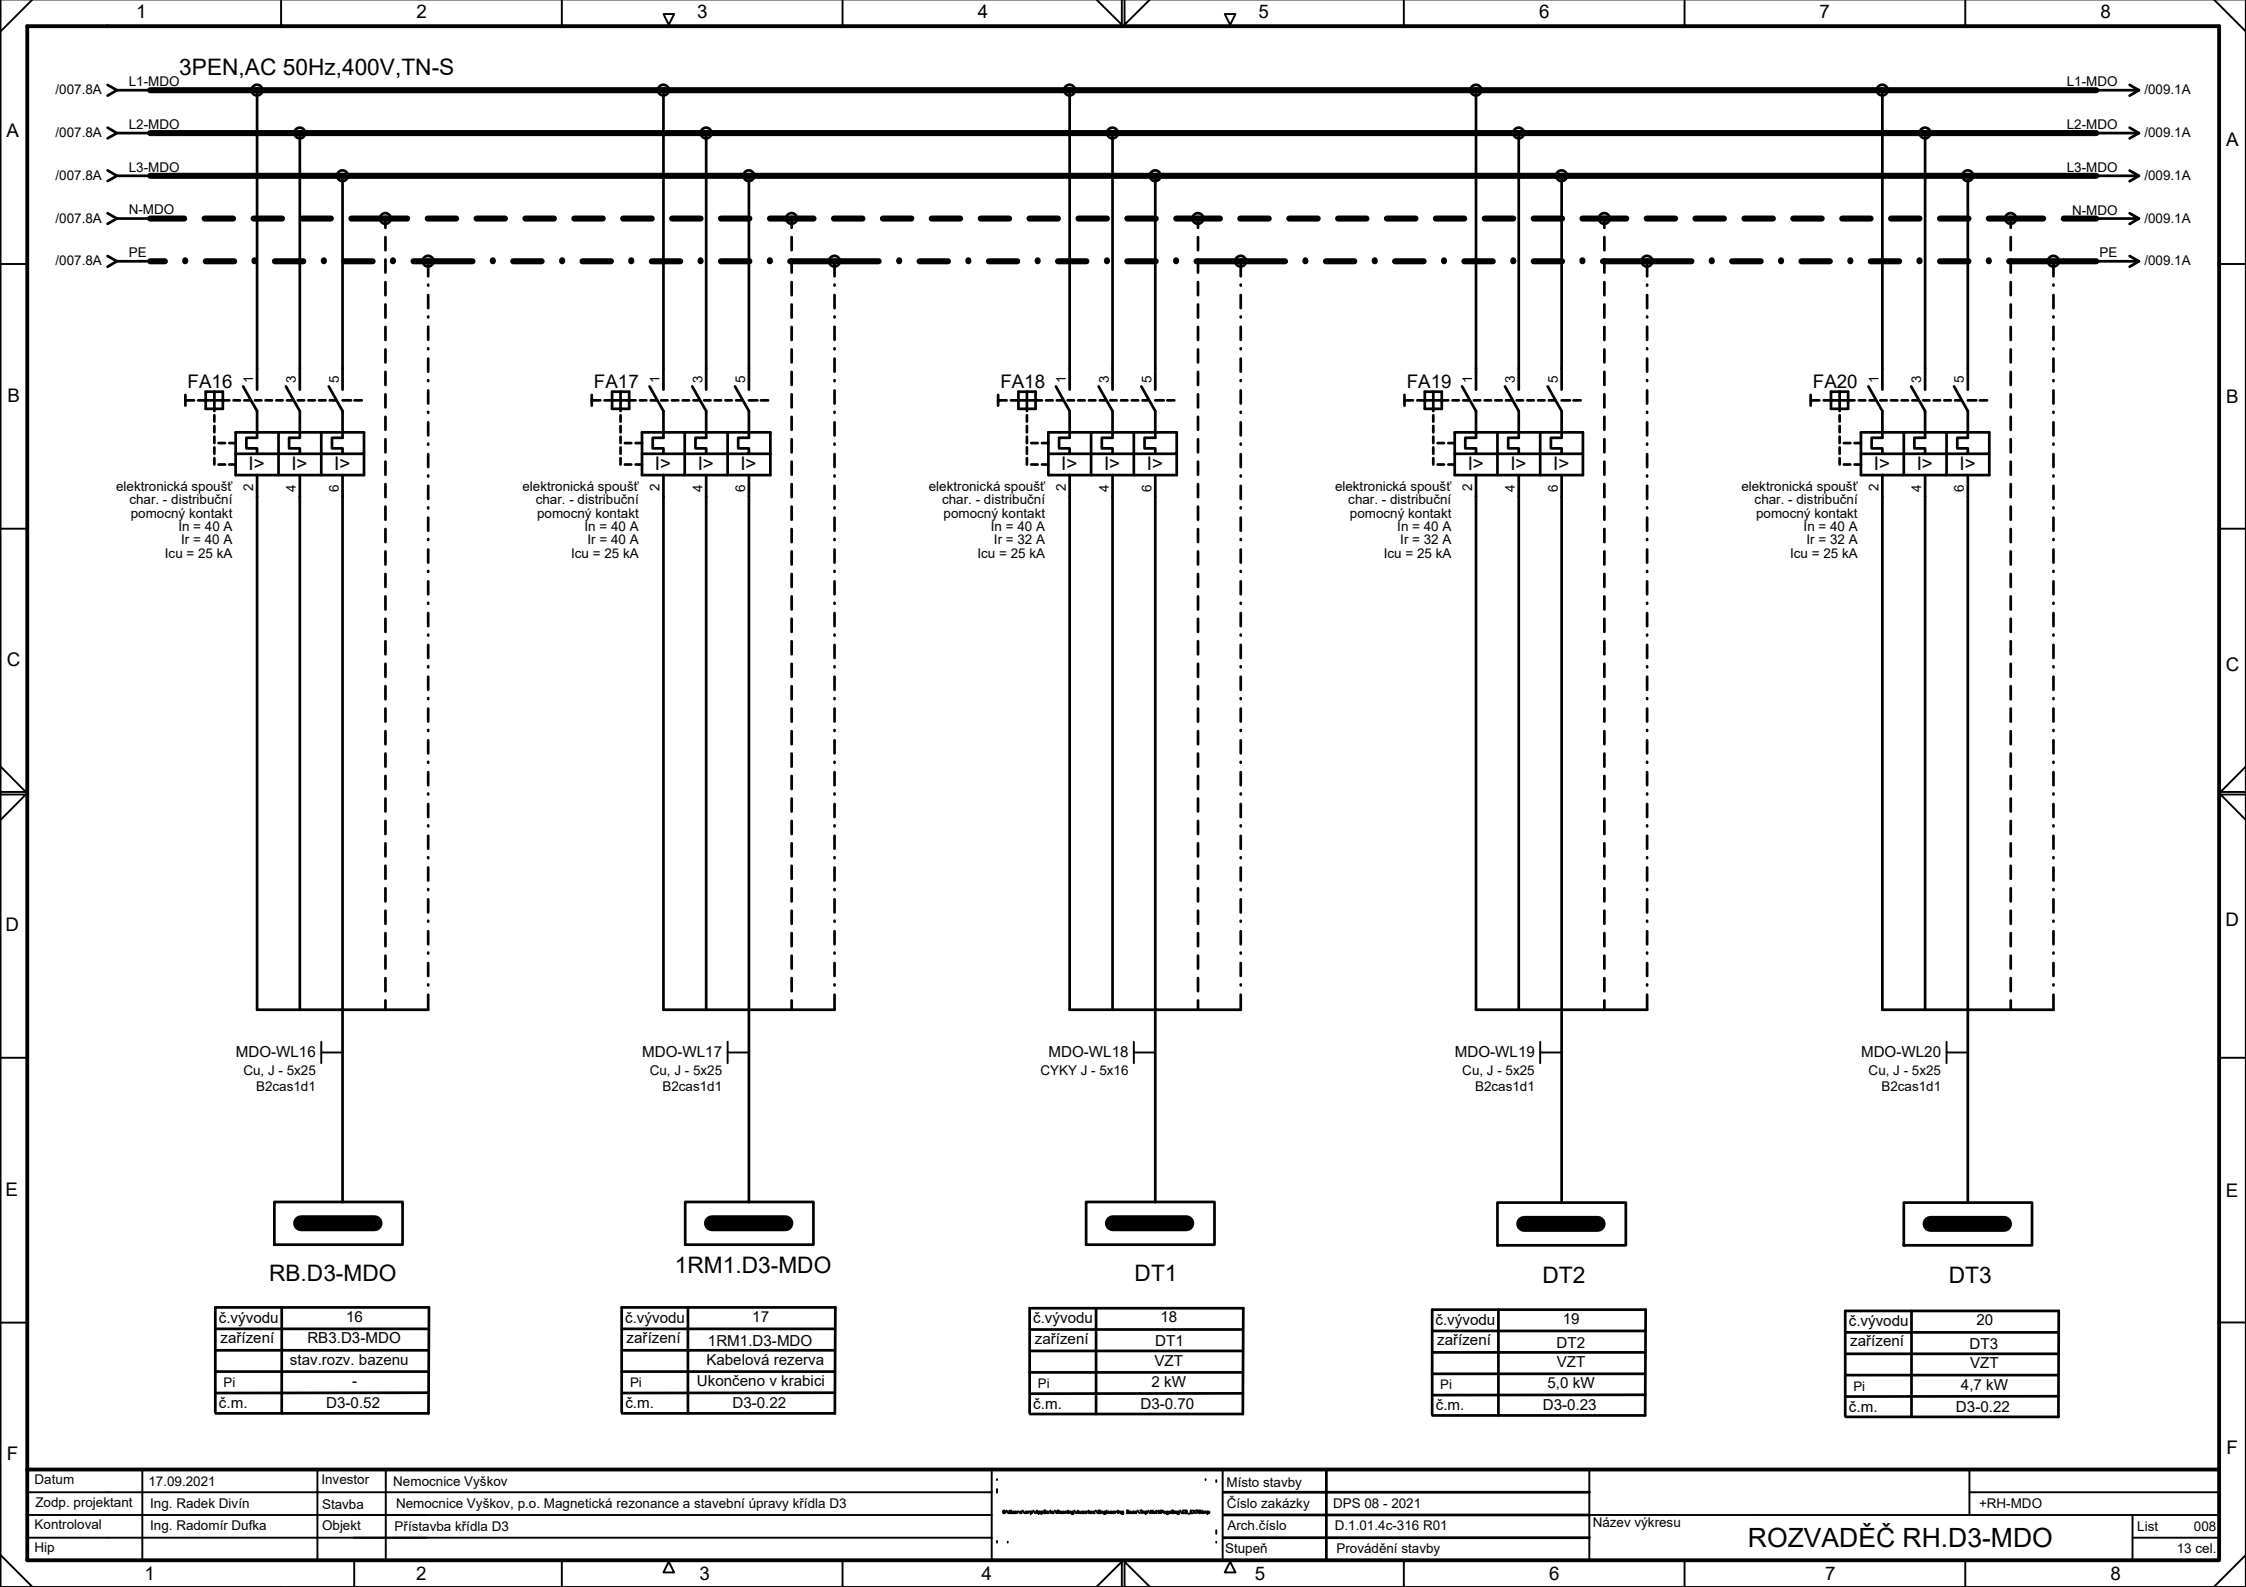 1 2 3 4 5 6 7 8
3PEN,AC 50Hz,400V,TN-S
/007.8A L1-MDO L1-MDO /009.1A
A /007.8A L2-MDO L2-MDO /009.1A A
/007.8A L3-MDO L3-MDO /009.1A
/007.8A N-MDO N-MDO /009.1A
/007.8A PE PE /009.1A
B B
FA16 1 3 5
I> I> I>
2 4 6
elektronická spoušť
char. - distribuční
pomocný kontakt
In = 40 A
Ir = 40 A
Icu = 25 kA
FA17 1 3 5
I> I> I>
2 4 6
elektronická spoušť
char. - distribuční
pomocný kontakt
In = 40 A
Ir = 40 A
Icu = 25 kA
FA18 1 3 5
I> I> I>
2 4 6
elektronická spoušť
char. - distribuční
pomocný kontakt
In = 40 A
Ir = 32 A
Icu = 25 kA
FA19 1 3 5
I> I> I>
2 4 6
elektronická spoušť
char. - distribuční
pomocný kontakt
In = 40 A
Ir = 32 A
Icu = 25 kA
FA20 1 3 5
I> I> I>
2 4 6
elektronická spoušť
char. - distribuční
pomocný kontakt
In = 40 A
Ir = 32 A
Icu = 25 kA
C C
D D
MDO-WL16
Cu, J - 5x25
B2cas1d1
MDO-WL17
Cu, J - 5x25
B2cas1d1
MDO-WL18
CYKY J - 5x16
MDO-WL19
Cu, J - 5x25
B2cas1d1
MDO-WL20
Cu, J - 5x25
B2cas1d1
E E
RB.D3-MDO
1RM1.D3-MDO
DT1
DT2
DT3
č.vývodu 16
zařízení RB3.D3-MDO
stav.rozv. bazenu
Pi -
č.m. D3-0.52
č.vývodu 17
zařízení 1RM1.D3-MDO
Kabelová rezerva
Pi Ukončeno v krabici
č.m. D3-0.22
č.vývodu 18
zařízení DT1
VZT
Pi 2 kW
č.m. D3-0.70
č.vývodu 19
zařízení DT2
VZT
Pi 5,0 kW
č.m. D3-0.23
č.vývodu 20
zařízení DT3
VZT
Pi 4,7 kW
č.m. D3-0.22
F F
Datum 17.09.2021 Investor Nemocnice Vyškov
Zodp. projektant Ing. Radek Divín Stavba Nemocnice Vyškov, p.o. Magnetická rezonance a stavební úpravy křídla D3
Kontroloval Ing. Radomír Dufka Objekt Přístavba křídla D3
Hip
Místo stavby
Číslo zakázky DPS 08 - 2021
Arch.číslo D.1.01.4c-316 R01
Stupeň Provádění stavby
+RH-MDO
Název výkresu ROZVADĚČ RH.D3-MDO
List 008
13 cel.
1 2 3 4 5 6 7 8